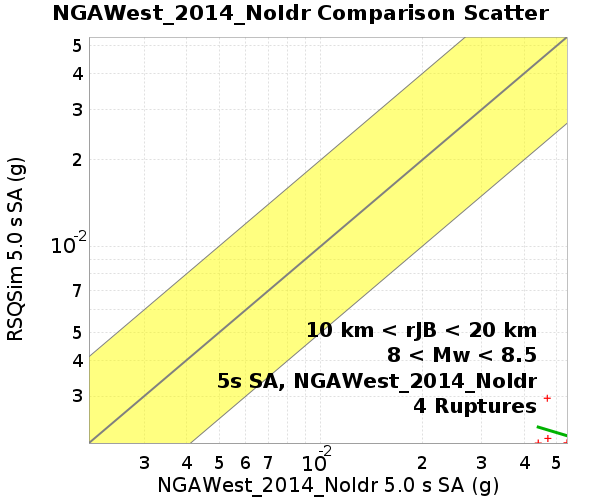 NGAWest_2014_NoIdr Comparison Scatter
RSQSim 5.0 s SA (g)
5
4
3
2
10-2
7
5
4
3
10 km < rJB < 20 km
8 < Mw < 8.5
5s SA, NGAWest_2014_NoIdr
4 Ruptures
3 4 5 6 7 10-2 2 3 4 5
NGAWest_2014_NoIdr 5.0 s SA (g)